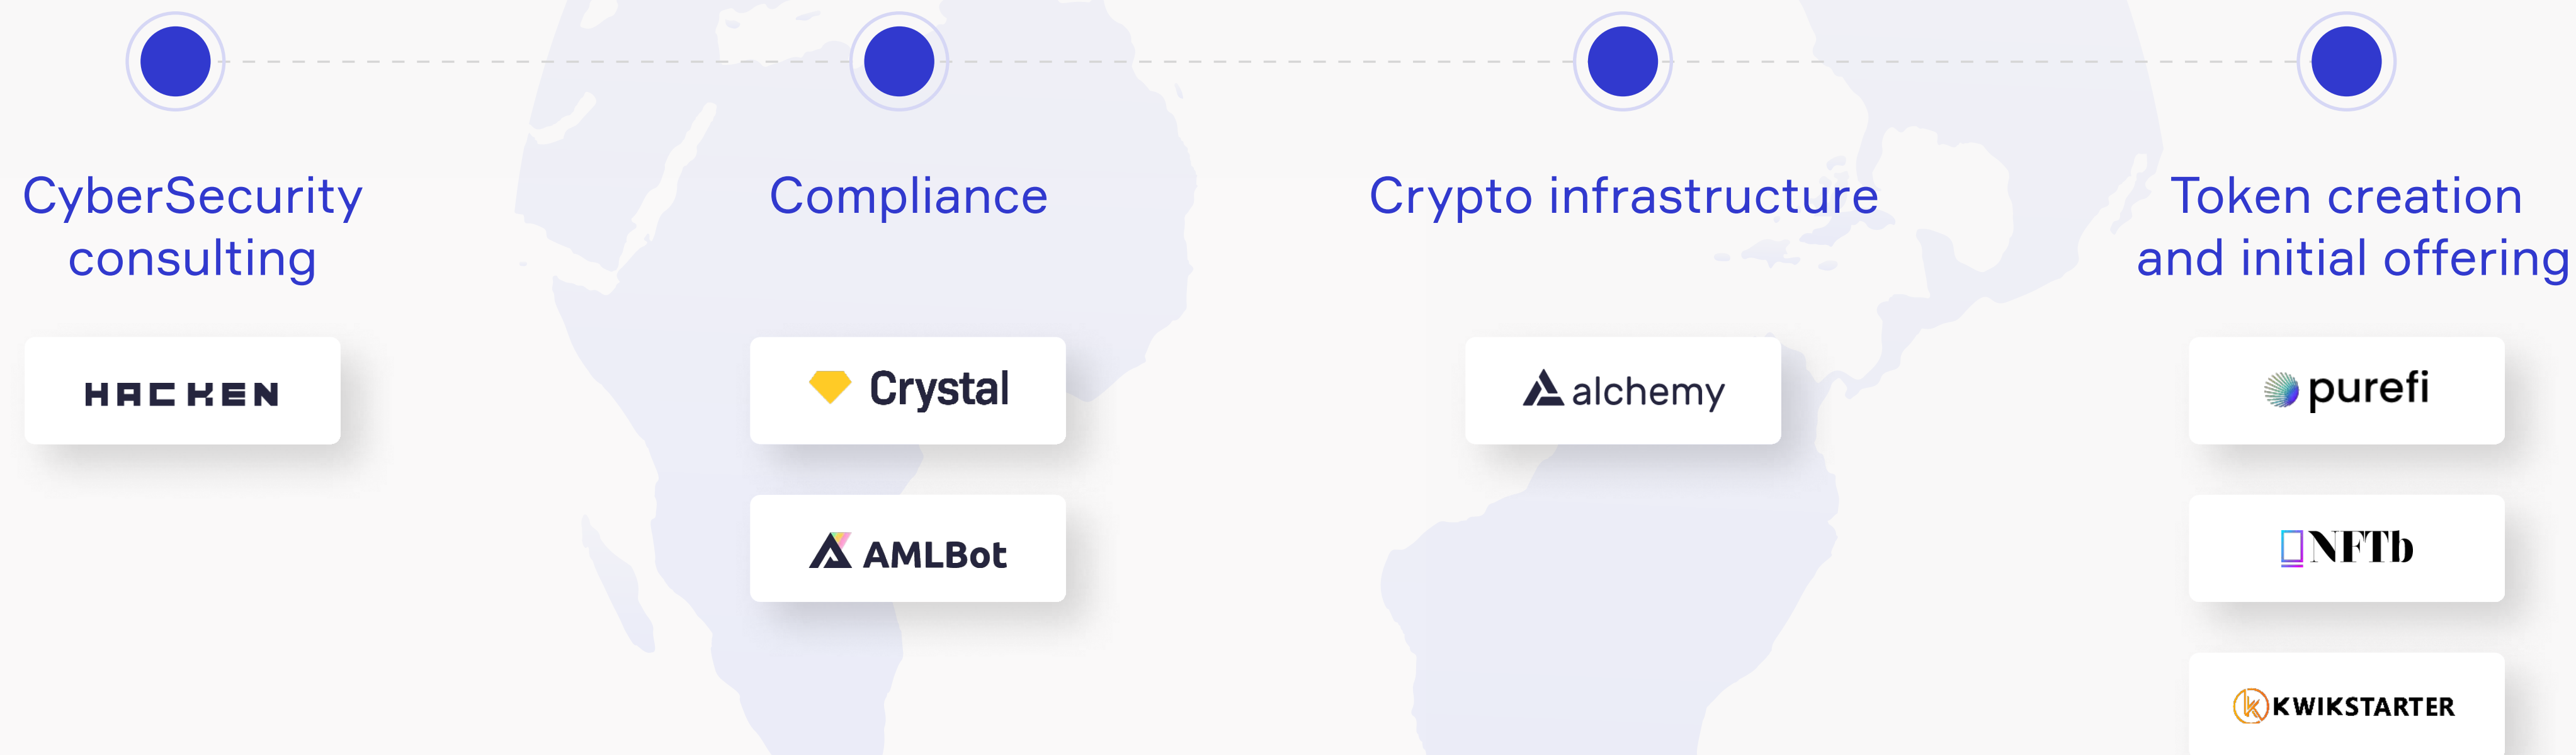 CyberSecurity
consulting
HACKEN
Compliance
Crystal
AMLBot
Crypto infrastructure
alchemy
Token creation
and initial offering
purefi
NFTb
KWIKSTARTER